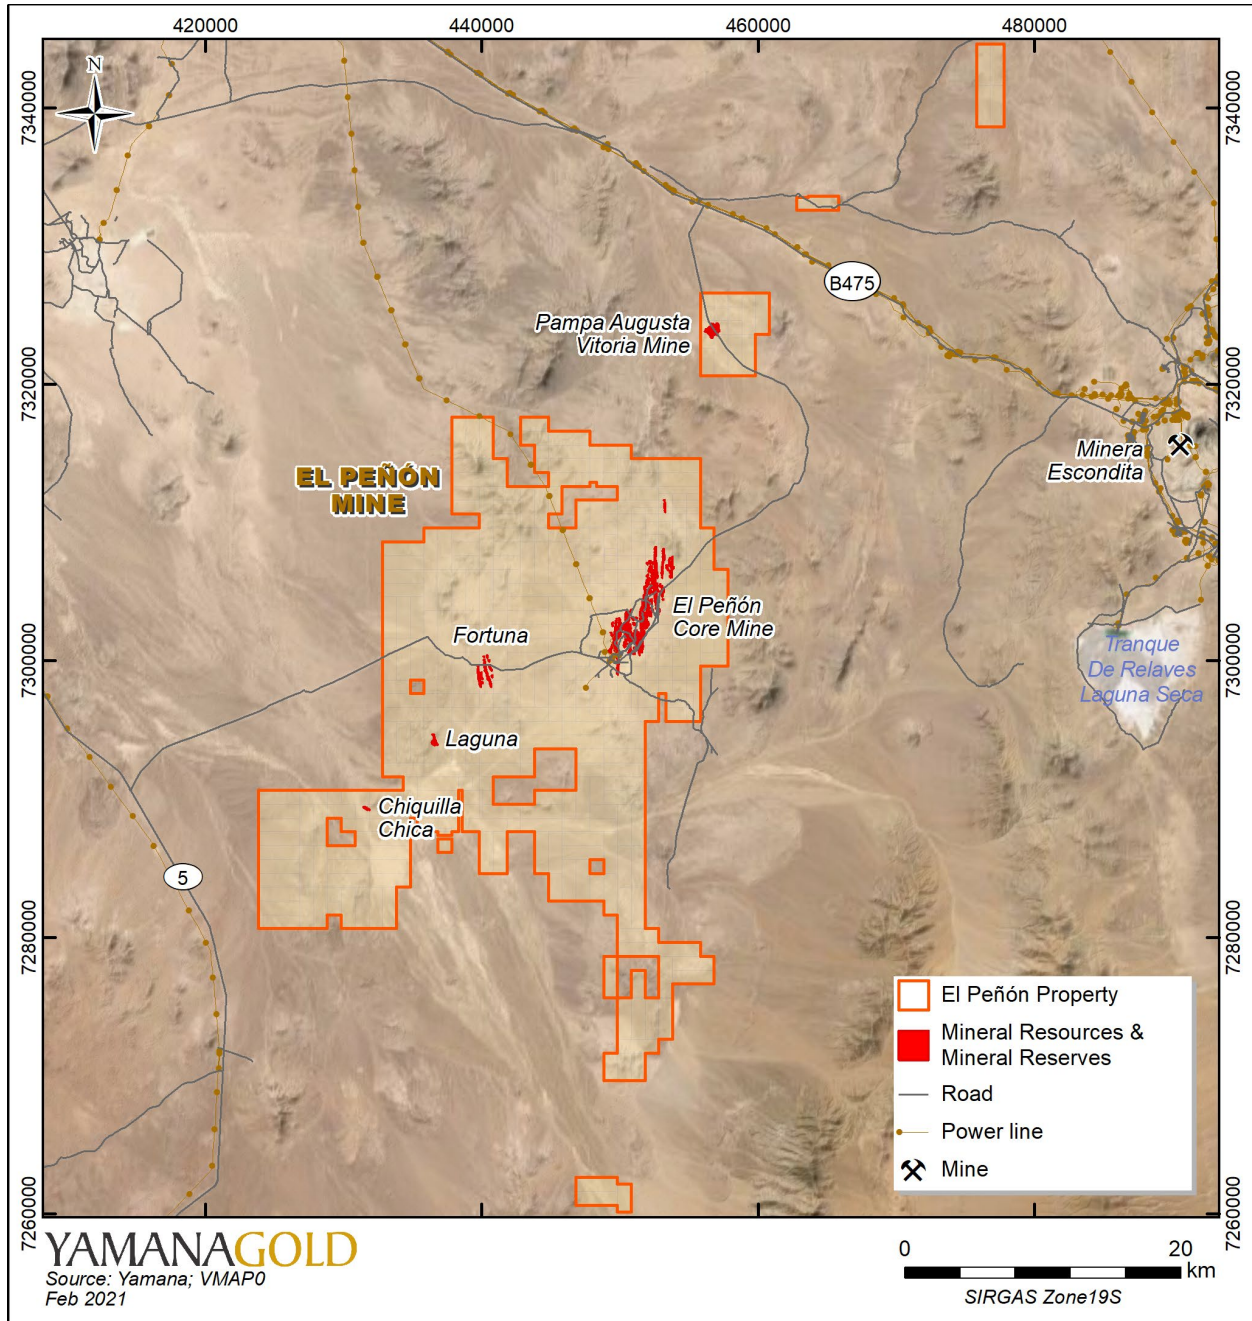 420000
440000
460000
480000
N
7340000
7340000
B475
Pampa Augusta
Vitoria Mine
7320000
7320000
Minera
Escondita
EL PEÑÓN
MINE
El Peñón
Core Mine
Fortuna
7300000
7300000
Tranque
De Relaves
Laguna Seca
Laguna
Chiquilla
Chica
5
7280000
7280000
El Peñón Property
Mineral Resources &
Mineral Reserves
Road
Power line
Mine
7260000
7260000
YAMANAGOLD
Source: Yamana; VMAP0
Feb 2021
0 20
km
SIRGAS Zone19S